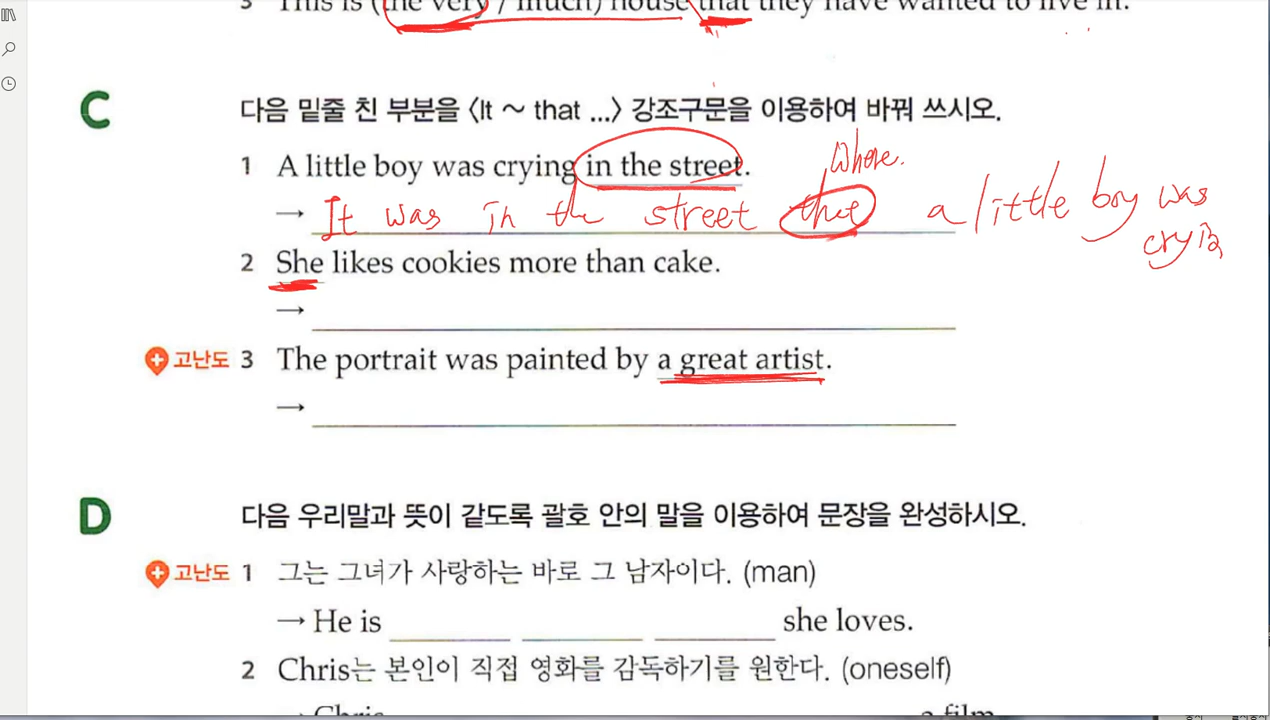 3 This is (the very / much) house that they have wanted to live in.
C 다음 밑줄 친 부분을 〈It ~ that ...〉 강조구문을 이용하여 바꿔 쓰시오.
1 A little boy was crying in the street.
where.
→ It was in the street that a little boy was
crying
2 She likes cookies more than cake.
→
고난도 3 The portrait was painted by a great artist.
→
D 다음 우리말과 뜻이 같도록 괄호 안의 말을 이용하여 문장을 완성하시오.
고난도 1 그는 그녀가 사랑하는 바로 그 남자이다. (man)
→ He is ____ ____ ____ she loves.
2 Chris는 본인이 직접 영화를 감독하기를 원한다. (oneself)
→ Chris a film